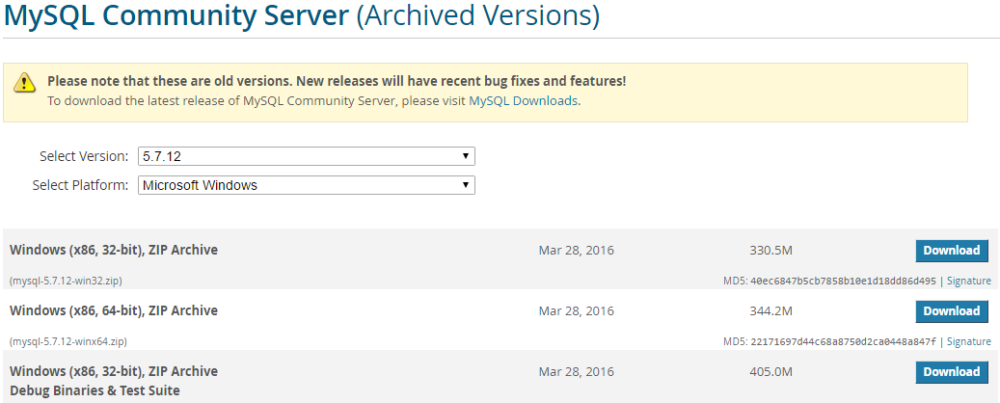 MySQL Community Server (Archived Versions)
Please note that these are old versions. New releases will have recent bug fixes and features!
To download the latest release of MySQL Community Server, please visit MySQL Downloads.
Select Version: 5.7.12
Select Platform: Microsoft Windows
Windows (x86, 32-bit), ZIP Archive Mar 28, 2016 330.5M Download
(mysql-5.7.12-win32.zip) MD5: 40ec6847b5cb7858b10e1d18dd86d495 | Signature
Windows (x86, 64-bit), ZIP Archive Mar 28, 2016 344.2M Download
(mysql-5.7.12-winx64.zip) MD5: 22171697d44c68a8750d2ca0448a847f | Signature
Windows (x86, 32-bit), ZIP Archive Mar 28, 2016 405.0M Download
Debug Binaries & Test Suite